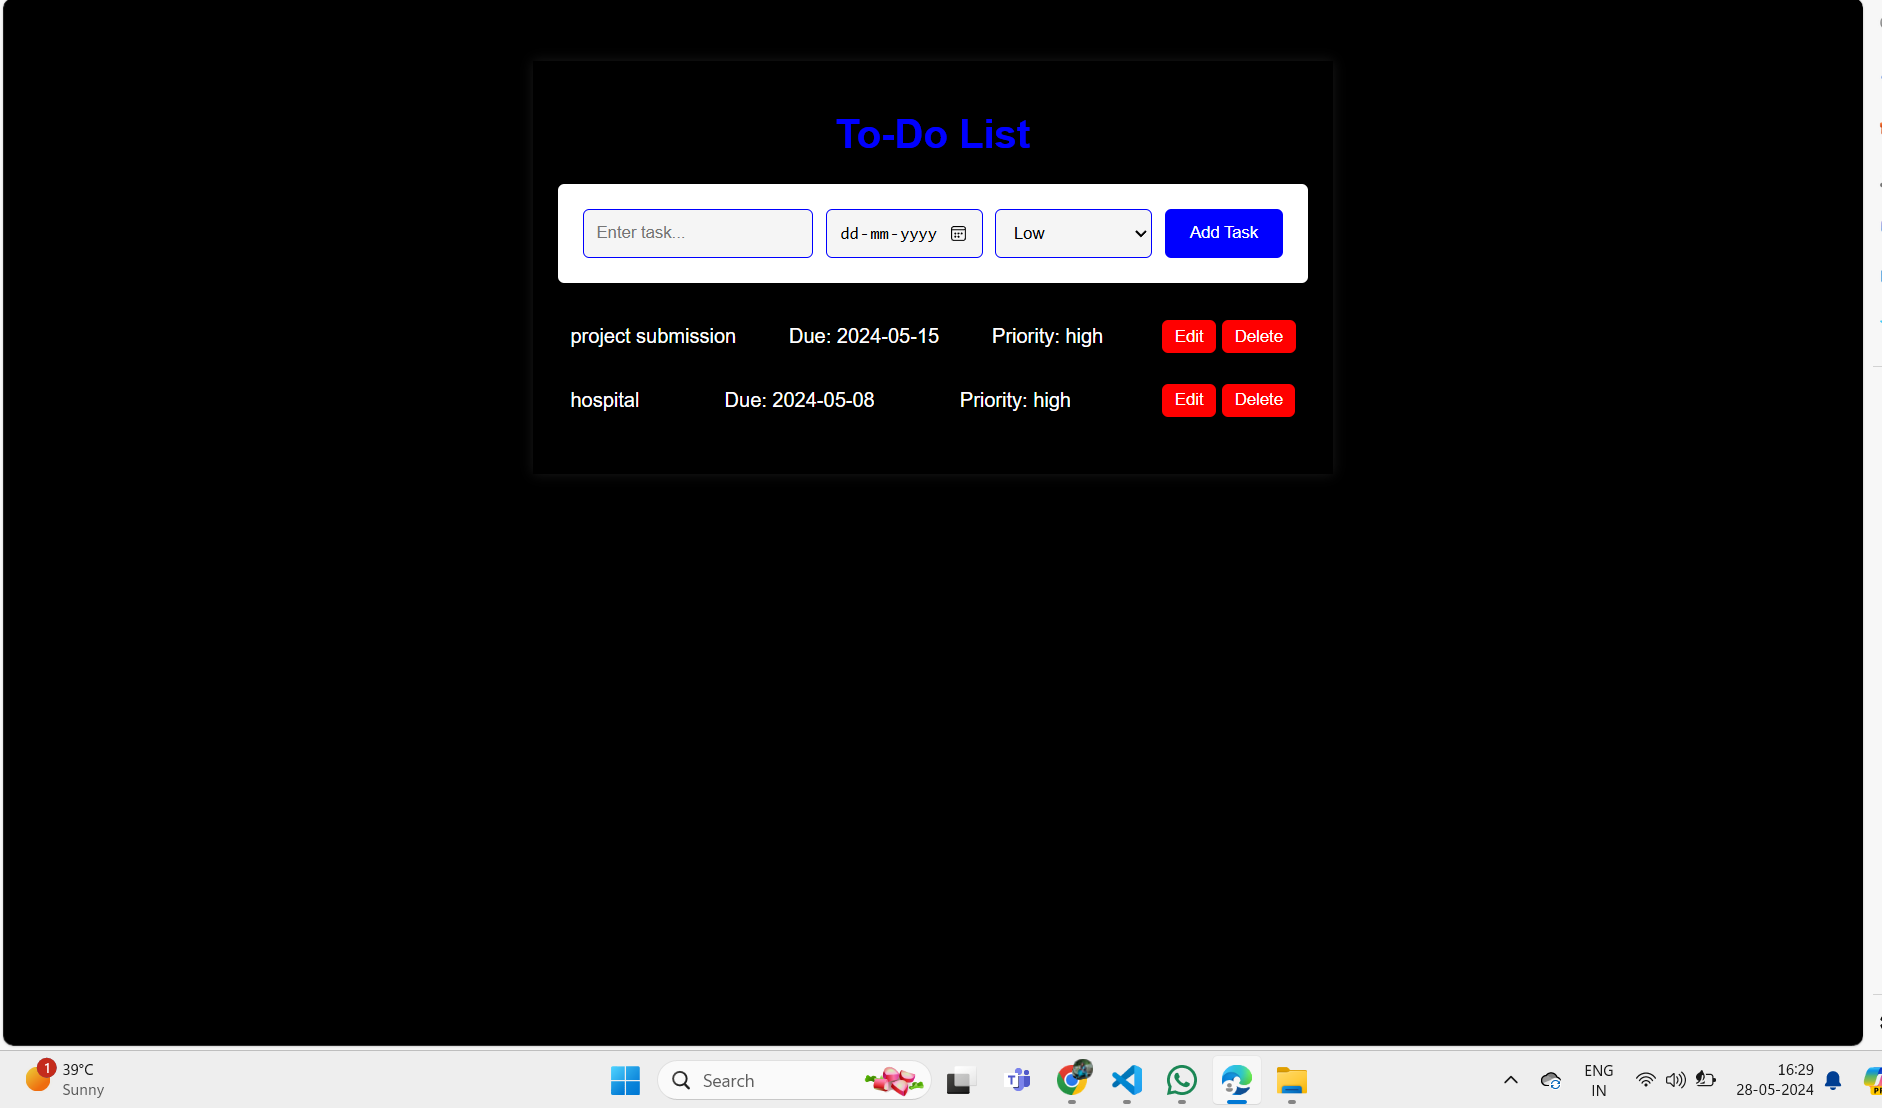 To-Do List
Enter task...
dd-mm-yyyy
Low
Add Task
project submission Due: 2024-05-15 Priority: high Edit Delete
hospital Due: 2024-05-08 Priority: high Edit Delete
1
39°C
Sunny
Search
ENG
IN
16:29
28-05-2024